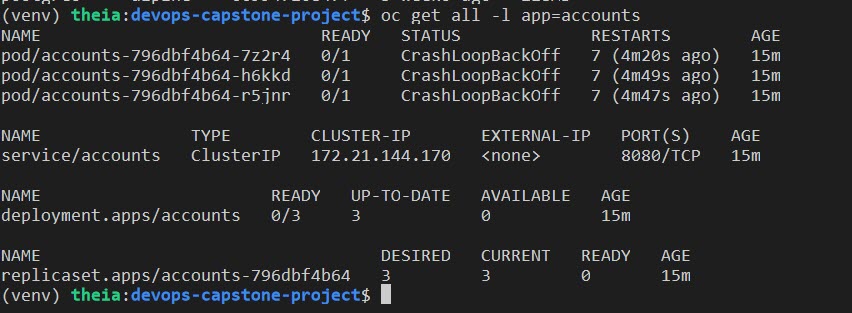 (venv) theia:devops-capstone-project$ oc get all -l app=accounts
NAME READY STATUS RESTARTS AGE
pod/accounts-796dbf4b64-7z2r4 0/1 CrashLoopBackOff 7 (4m20s ago) 15m
pod/accounts-796dbf4b64-h6kkd 0/1 CrashLoopBackOff 7 (4m49s ago) 15m
pod/accounts-796dbf4b64-r5jnr 0/1 CrashLoopBackOff 7 (4m47s ago) 15m
NAME TYPE CLUSTER-IP EXTERNAL-IP PORT(S) AGE
service/accounts ClusterIP 172.21.144.170 <none> 8080/TCP 15m
NAME READY UP-TO-DATE AVAILABLE AGE
deployment.apps/accounts 0/3 3 0 15m
NAME DESIRED CURRENT READY AGE
replicaset.apps/accounts-796dbf4b64 3 3 0 15m
(venv) theia:devops-capstone-project$